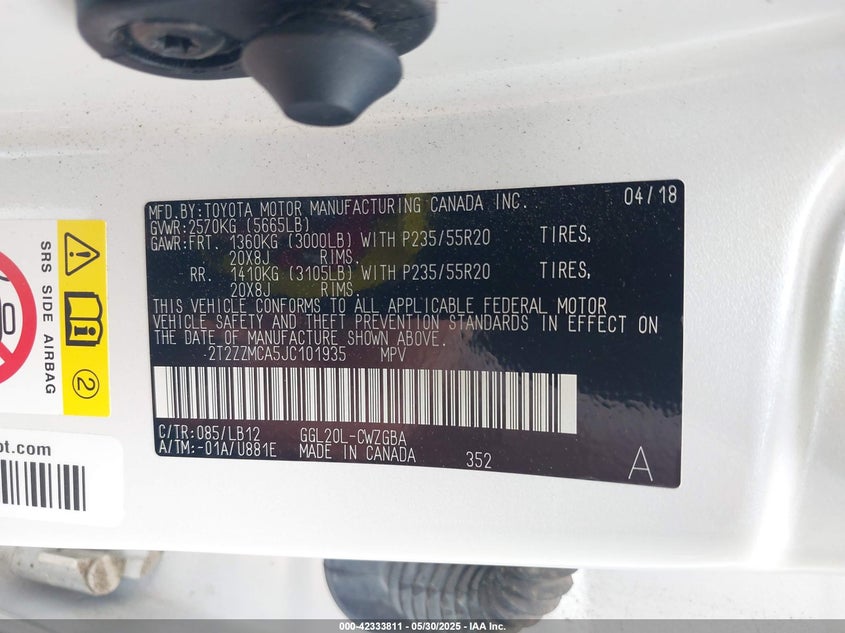 MFD.BY:TOYOTA MOTOR MANUFACTURING CANADA INC. 04/18
GVWR:2570KG (5665LB)
GAWR:FRT. 1360KG (3000LB) WITH P235/55R20 TIRES,
20X8J RIMS.
RR. 1410KG (3105LB) WITH P235/55R20 TIRES,
20X8J RIMS.
THIS VEHICLE CONFORMS TO ALL APPLICABLE FEDERAL MOTOR
VEHICLE SAFETY AND THEFT PREVENTION STANDARDS IN EFFECT ON
THE DATE OF MANUFACTURE SHOWN ABOVE.
2T2ZZMCA5JC101935 MPV
C/TR:085/LB12 GGL20L-CWZGBA
A/TM:-01A/U881E MADE IN CANADA 352 A
SRS SIDE AIRBAG
2
ot.com
000-42333811 - 05/30/2025 - IAA Inc.